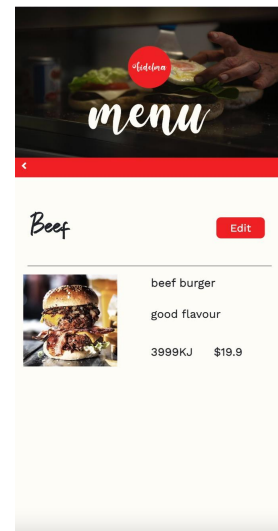 menu
Beef
Edit
beef burger
good flavour
3999KJ $19.9